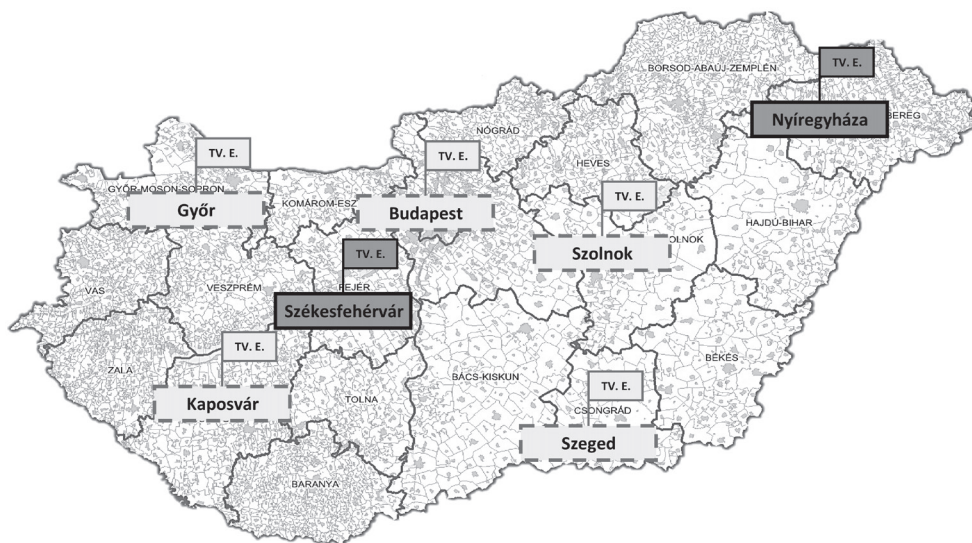 TV. E.
BORSOD-ABAÚJ-ZEMPLÉN
Nyíregyháza
BEREG
NÓGRÁD
TV. E.
TV. E.
HEVES
GYŐR-MOSON-SOPRON
KOMÁROM-ESZ
TV. E.
Győr
Budapest
HAJDÚ-BIHAR
OLNOK
Szolnok
TV. E.
VAS
VESZPRÉM
FEJÉR
Székesfehérvár
TV. E.
BÉKÉS
ZALA
BÁCS-KISKUN
TV. E.
Kaposvár
TOLNA
CSONGRÁD
Szeged
BARANYA